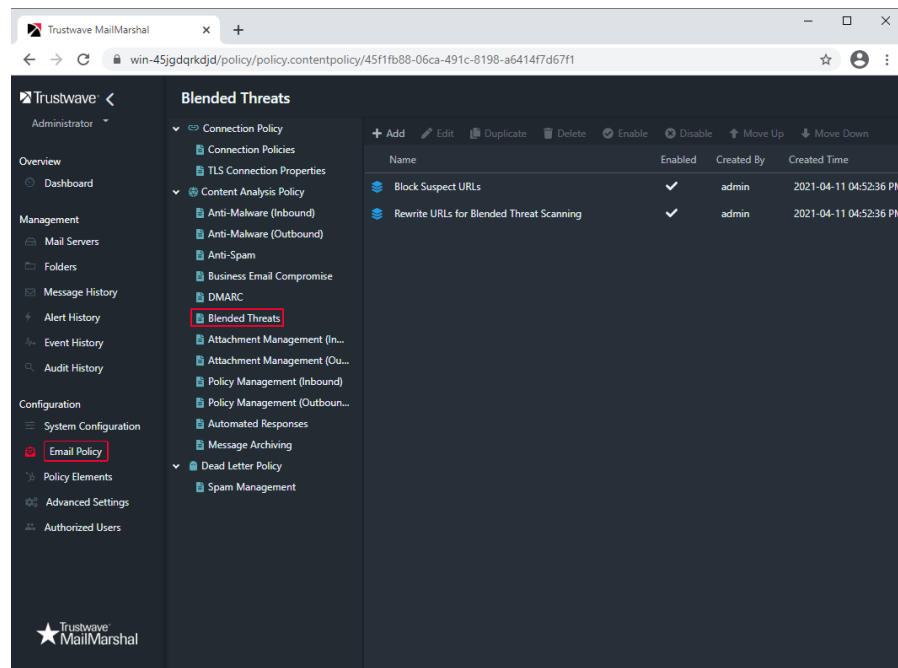 Trustwave MailMarshal
win-45jgdqrkdjd/policy/policy.contentpolicy/45f1fb88-06ca-491c-8198-a6414f7d67f1
Trustwave
Administrator
Overview
Dashboard
Management
Mail Servers
Folders
Message History
Alert History
Event History
Audit History
Configuration
System Configuration
Email Policy
Policy Elements
Advanced Settings
Authorized Users
Trustwave
MailMarshal
Blended Threats
Connection Policy
Connection Policies
TLS Connection Properties
Content Analysis Policy
Anti-Malware (Inbound)
Anti-Malware (Outbound)
Anti-Spam
Business Email Compromise
DMARC
Blended Threats
Attachment Management (In...
Attachment Management (Ou...
Policy Management (Inbound)
Policy Management (Outboun...
Automated Responses
Message Archiving
Dead Letter Policy
Spam Management
Add Edit Duplicate Delete Enable Disable Move Up Move Down
Name Enabled Created By Created Time
Block Suspect URLs admin 2021-04-11 04:52:36 PM
Rewrite URLs for Blended Threat Scanning admin 2021-04-11 04:52:36 PM